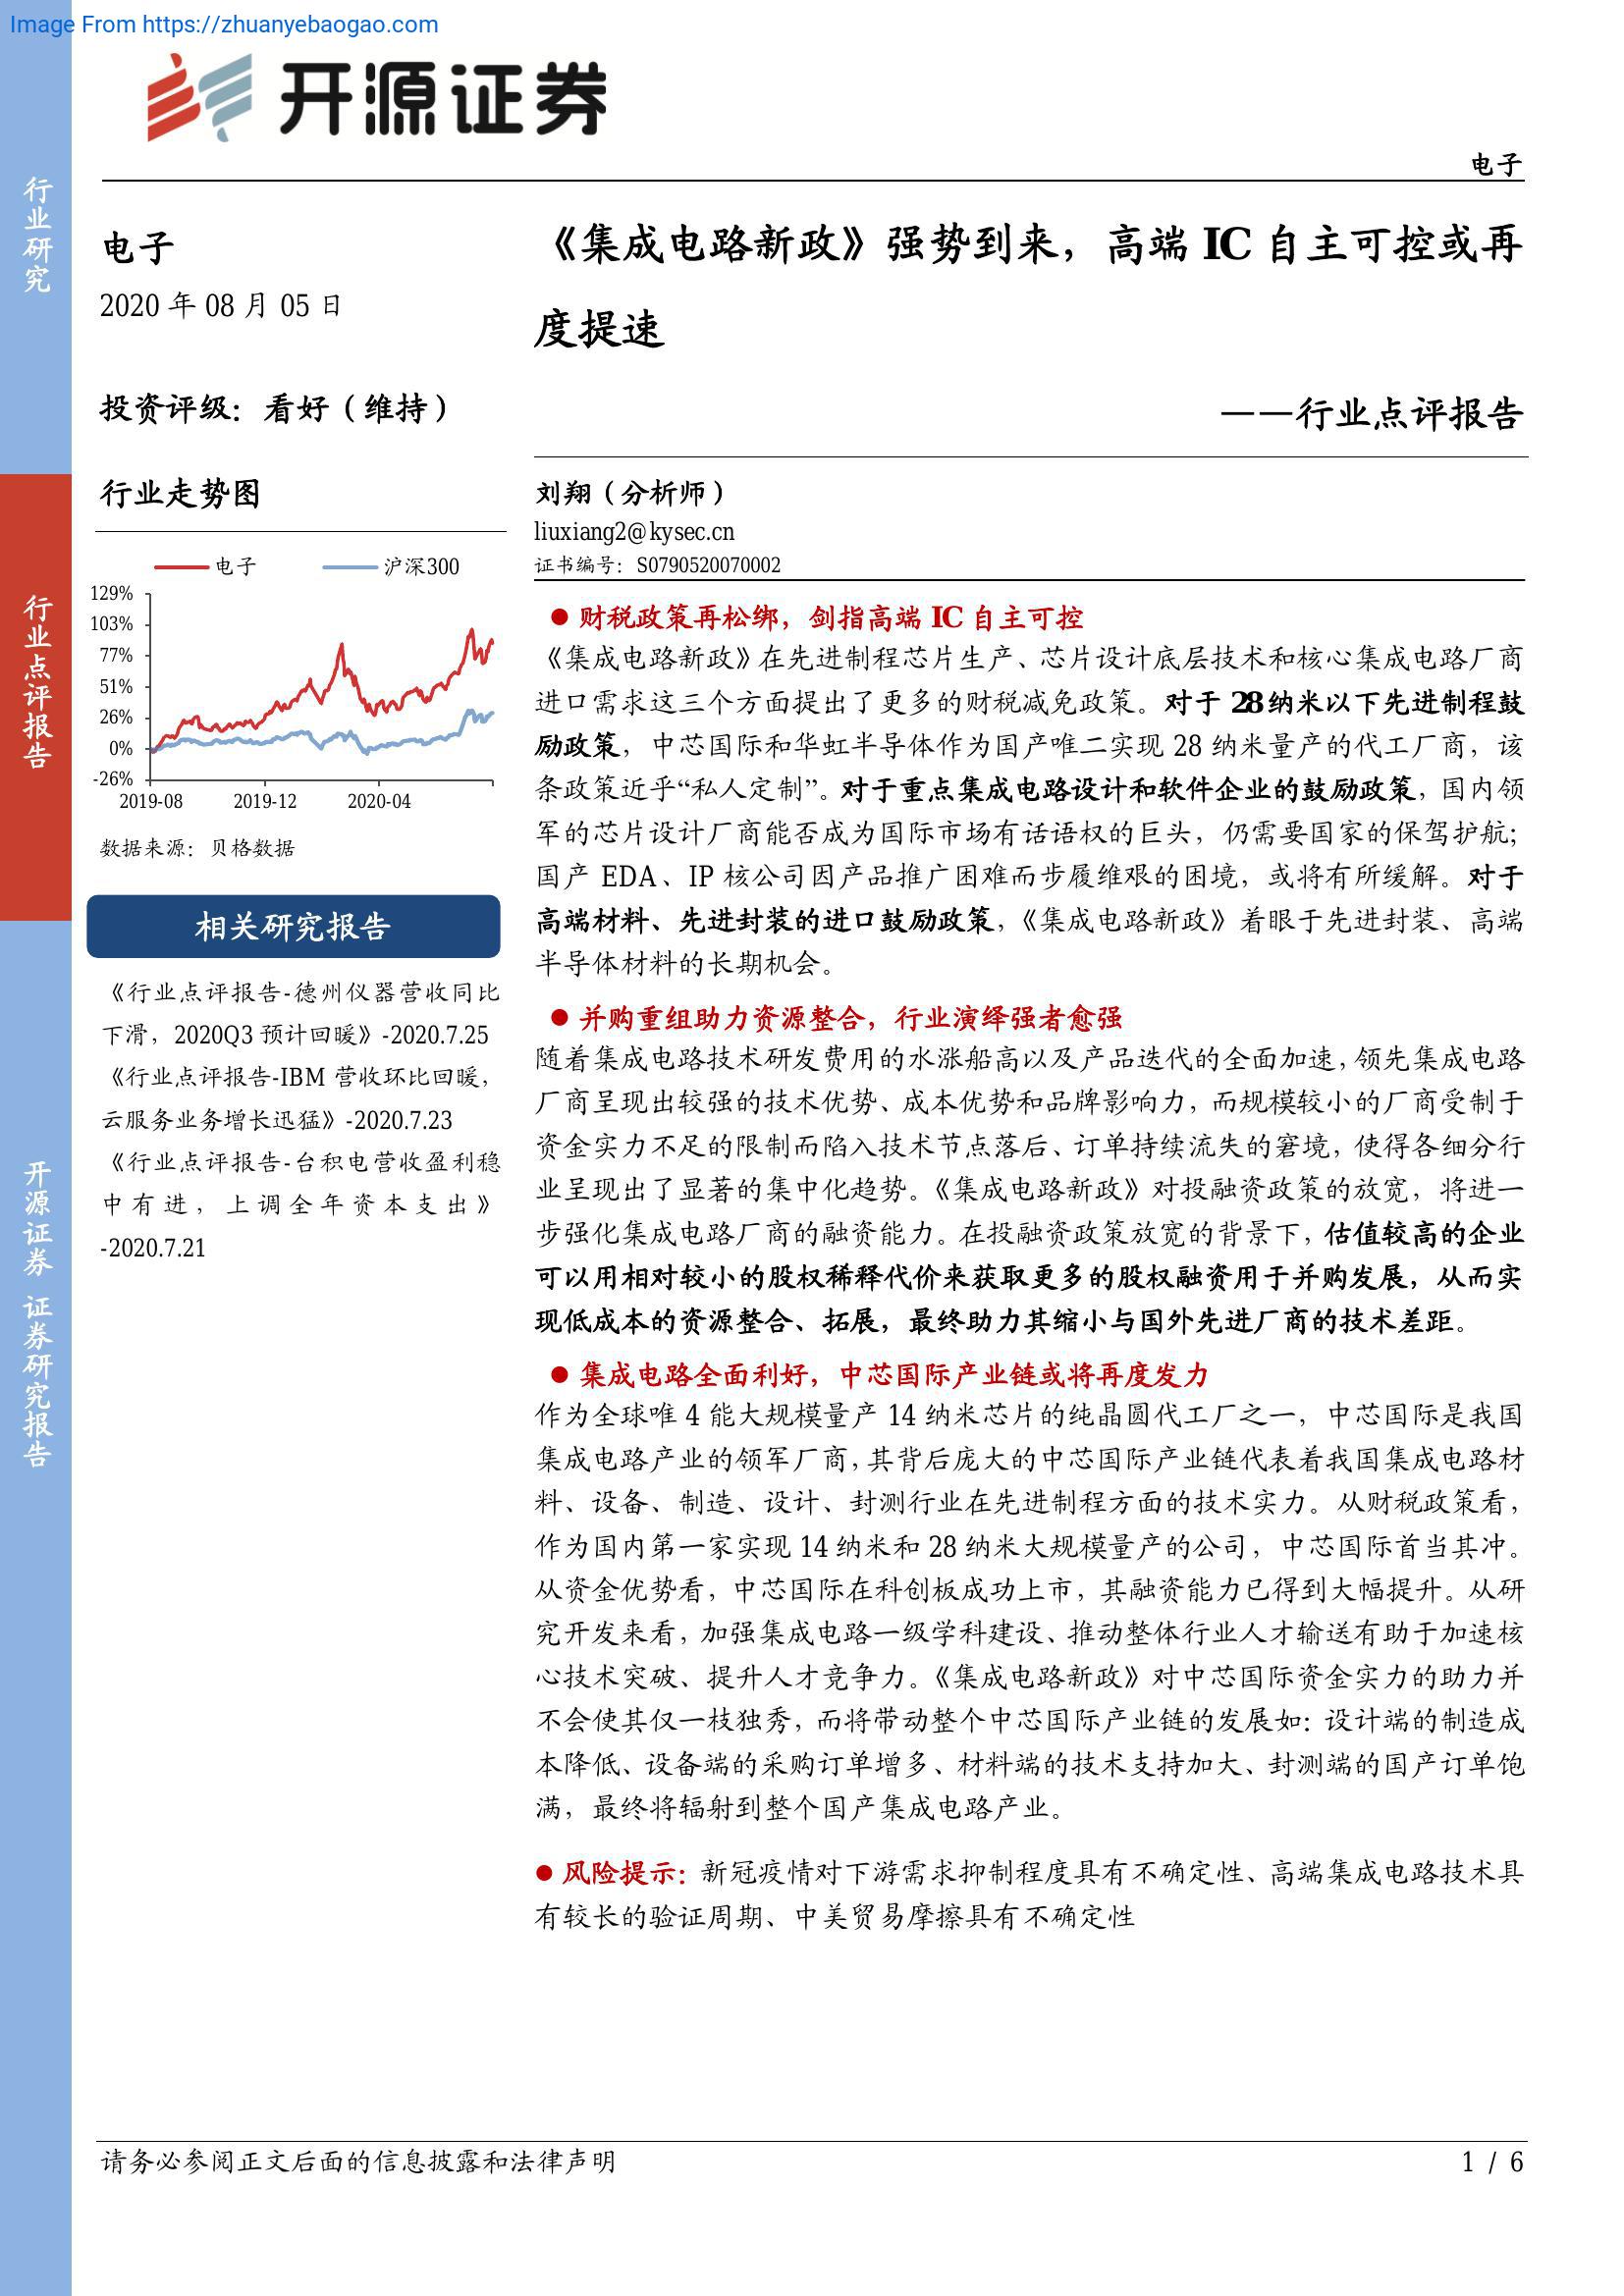 Image From https://zhuanyebaogao.com
开源证券
电子
行业研究
行业点评报告
开源证券 证券研究报告
电子
2020 年 08 月 05 日
投资评级：看好（维持）
行业走势图
电子 沪深300
129%
103%
77%
51%
26%
0%
-26%
2019-08 2019-12 2020-04
数据来源：贝格数据
相关研究报告
《行业点评报告-德州仪器营收同比
下滑，2020Q3 预计回暖》-2020.7.25
《行业点评报告-IBM 营收环比回暖，
云服务业务增长迅猛》-2020.7.23
《行业点评报告-台积电营收盈利稳
中有进，上调全年资本支出》
-2020.7.21
《集成电路新政》强势到来，高端 IC 自主可控或再
度提速
——行业点评报告
刘翔（分析师）
liuxiang2@kysec.cn
证书编号：S0790520070002
● 财税政策再松绑，剑指高端 IC 自主可控
《集成电路新政》在先进制程芯片生产、芯片设计底层技术和核心集成电路厂商
进口需求这三个方面提出了更多的财税减免政策。对于 28 纳米以下先进制程鼓
励政策，中芯国际和华虹半导体作为国产唯二实现 28 纳米量产的代工厂商，该
条政策近乎“私人定制”。对于重点集成电路设计和软件企业的鼓励政策，国内领
军的芯片设计厂商能否成为国际市场有话语权的巨头，仍需要国家的保驾护航；
国产 EDA、IP 核公司因产品推广困难而步履维艰的困境，或将有所缓解。对于
高端材料、先进封装的进口鼓励政策，《集成电路新政》着眼于先进封装、高端
半导体材料的长期机会。
● 并购重组助力资源整合，行业演绎强者愈强
随着集成电路技术研发费用的水涨船高以及产品迭代的全面加速，领先集成电路
厂商呈现出较强的技术优势、成本优势和品牌影响力，而规模较小的厂商受制于
资金实力不足的限制而陷入技术节点落后、订单持续流失的窘境，使得各细分行
业呈现出了显著的集中化趋势。《集成电路新政》对投融资政策的放宽，将进一
步强化集成电路厂商的融资能力。在投融资政策放宽的背景下，估值较高的企业
可以用相对较小的股权稀释代价来获取更多的股权融资用于并购发展，从而实
现低成本的资源整合、拓展，最终助力其缩小与国外先进厂商的技术差距。
● 集成电路全面利好，中芯国际产业链或将再度发力
作为全球唯 4 能大规模量产 14 纳米芯片的纯晶圆代工厂之一，中芯国际是我国
集成电路产业的领军厂商，其背后庞大的中芯国际产业链代表着我国集成电路材
料、设备、制造、设计、封测行业在先进制程方面的技术实力。从财税政策看，
作为国内第一家实现 14 纳米和 28 纳米大规模量产的公司，中芯国际首当其冲。
从资金优势看，中芯国际在科创板成功上市，其融资能力已得到大幅提升。从研
究开发来看，加强集成电路一级学科建设、推动整体行业人才输送有助于加速核
心技术突破、提升人才竞争力。《集成电路新政》对中芯国际资金实力的助力并
不会使其仅一枝独秀，而将带动整个中芯国际产业链的发展如：设计端的制造成
本降低、设备端的采购订单增多、材料端的技术支持加大、封测端的国产订单饱
满，最终将辐射到整个国产集成电路产业。
● 风险提示：新冠疫情对下游需求抑制程度具有不确定性、高端集成电路技术具
有较长的验证周期、中美贸易摩擦具有不确定性
请务必参阅正文后面的信息披露和法律声明 1 / 6